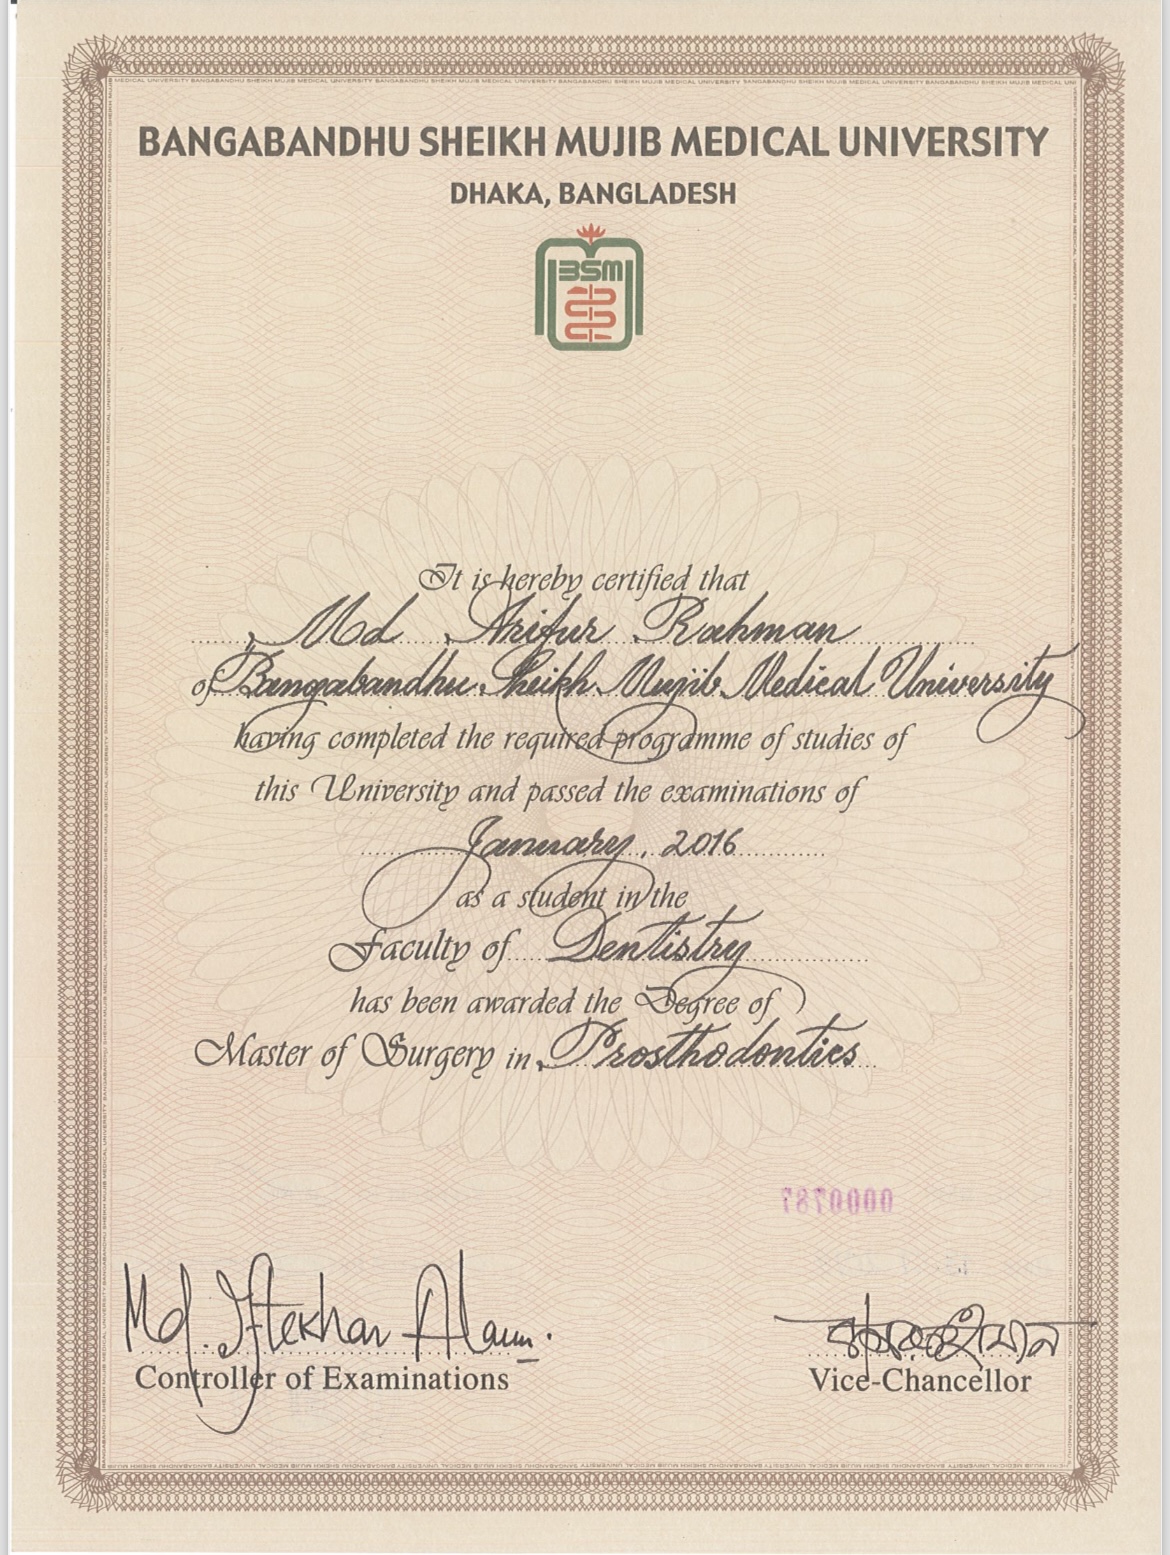 BANGABANDHU SHEIKH MUJIB MEDICAL UNIVERSITY
DHAKA, BANGLADESH
BSM
It is hereby certified that
Md Arifur Rahman
of Bangabandhu Sheikh Mujib Medical University
having completed the required programme of studies of
this University and passed the examinations of
January, 2016
as a student in the
Faculty of Dentistry
has been awarded the Degree of
Master of Surgery in Prosthodontics
0000787
Md. Iftekhar Alam.
Controller of Examinations
Vice-Chancellor